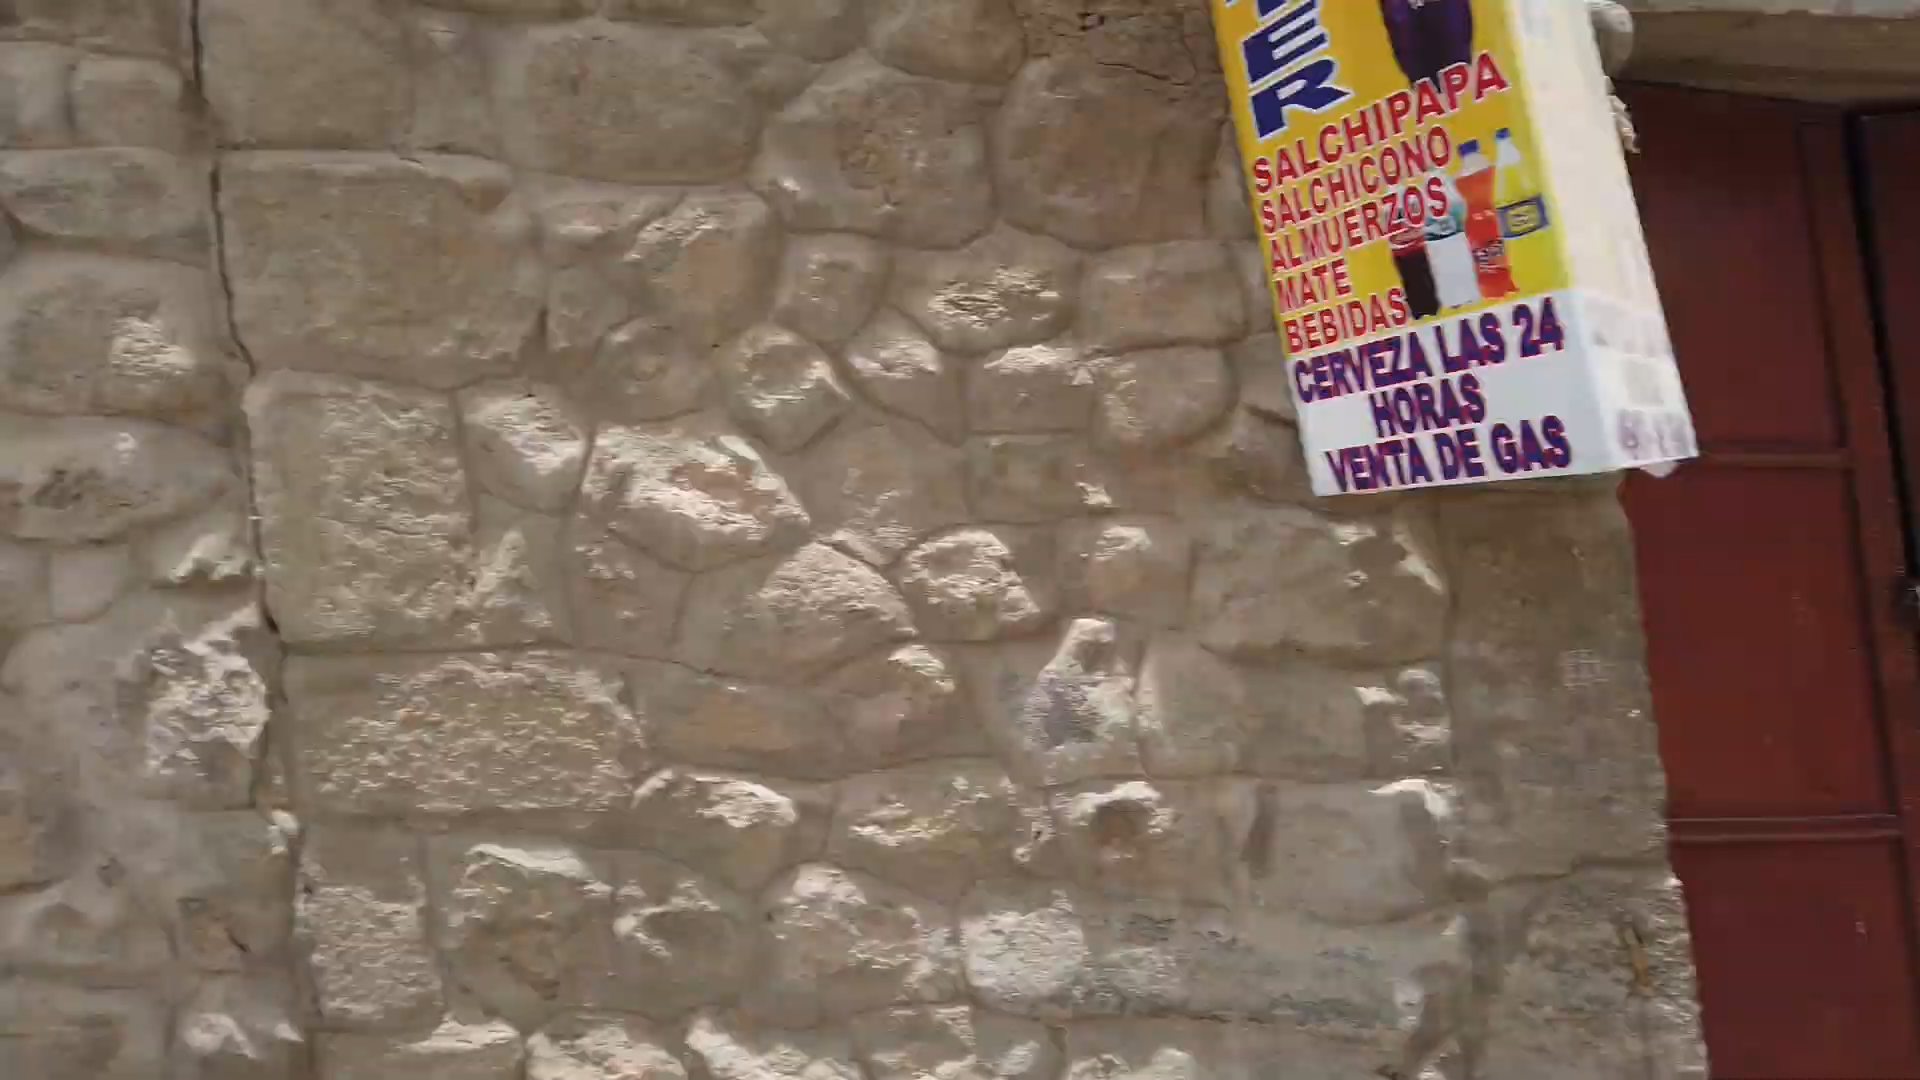 ER
SALCHIPAPA
SALCHICONO
ALMUERZOS
MATE
BEBIDAS
CERVEZA LAS 24
HORAS
VENTA DE GAS